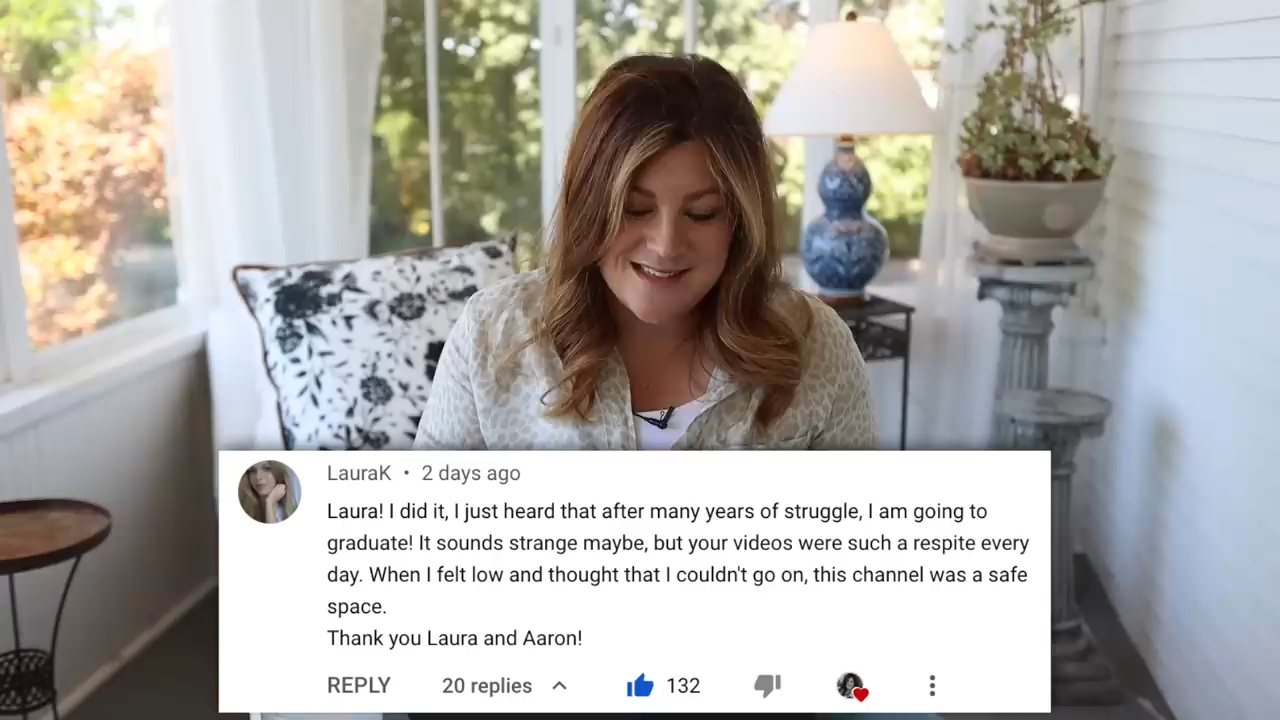 LauraK • 2 days ago
Laura! I did it, I just heard that after many years of struggle, I am going to
graduate! It sounds strange maybe, but your videos were such a respite every
day. When I felt low and thought that I couldn't go on, this channel was a safe
space.
Thank you Laura and Aaron!
REPLY 20 replies 132